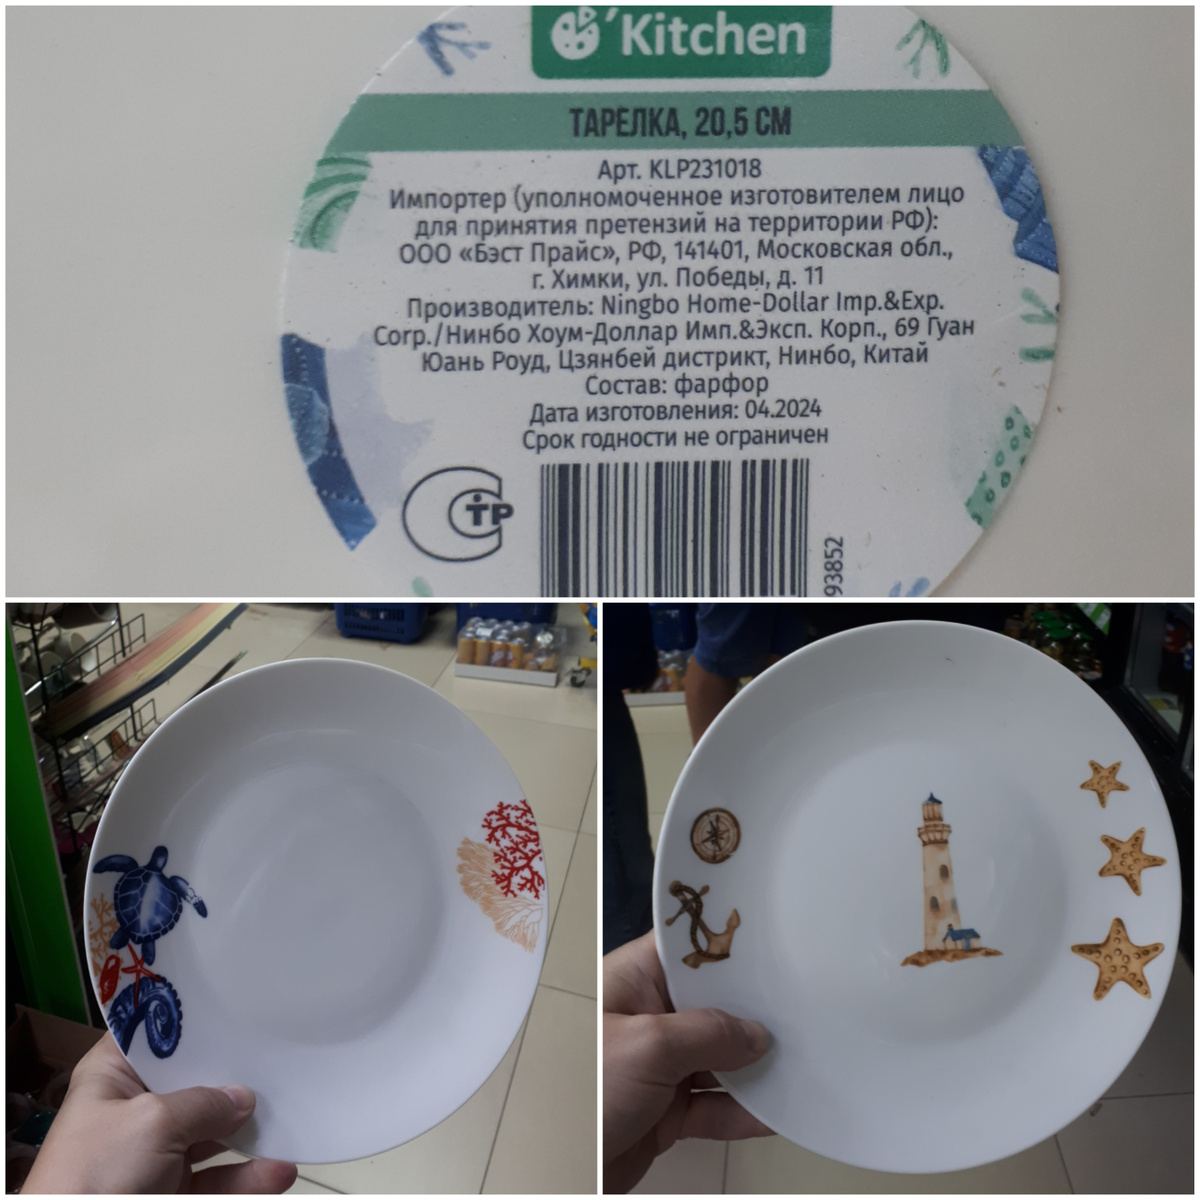 'Kitchen
ТАРЕЛКА, 20,5 СМ
Арт. KLP231018
Импортер (уполномоченное изготовителем лицо
для принятия претензий на территории РФ):
ООО «Бэст Прайс», РФ, 141401, Московская обл.,
г. Химки, ул. Победы, д. 11
Производитель: Ningbo Home-Dollar Imp.&Exp.
Corp./Нинбо Хоум-Доллар Имп.&Эксп. Корп., 69 Гуан
Юань Роуд, Цзянбей дистрикт, Нинбо, Китай
Состав: фарфор
Дата изготовления: 04.2024
Срок годности не ограничен
СТР
93852